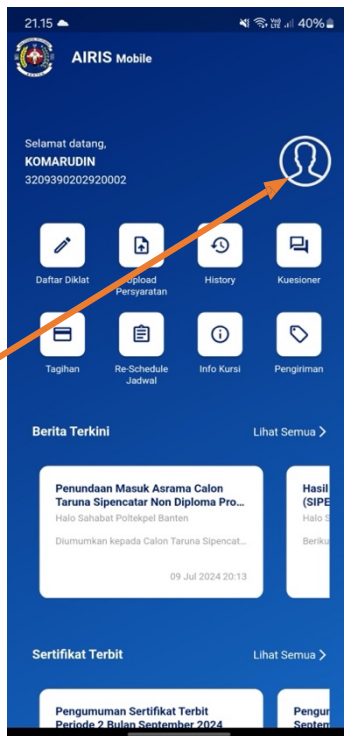 21.15
40%
AIRIS Mobile
Selamat datang,
KOMARUDIN
3209390202920002
Daftar Diklat
Upload
Persyaratan
History
Kuesioner
Tagihan
Re-Schedule
Jadwal
Info Kursi
Pengiriman
Berita Terkini
Lihat Semua
Penundaan Masuk Asrama Calon
Taruna Sipencatar Non Diploma Pro...
Halo Sahabat Poltekpel Banten
Diumumkan kepada Calon Taruna Sipencat...
09 Jul 2024 20:13
Hasil
(SIPE
Halo S
Beriku
Sertifikat Terbit
Lihat Semua
Pengumuman Sertifikat Terbit
Periode 2 Bulan September 2024
Pengum
Septem